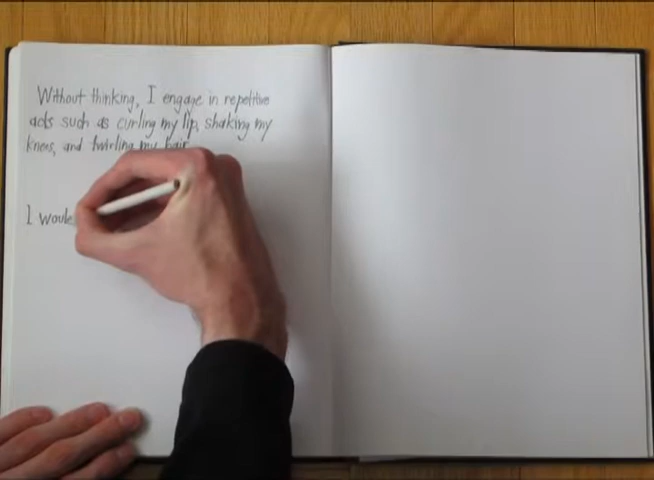 Without thinking, I engage in repetitive
acts such as curling my lip, shaking my
knees, and twirling my hair
I would